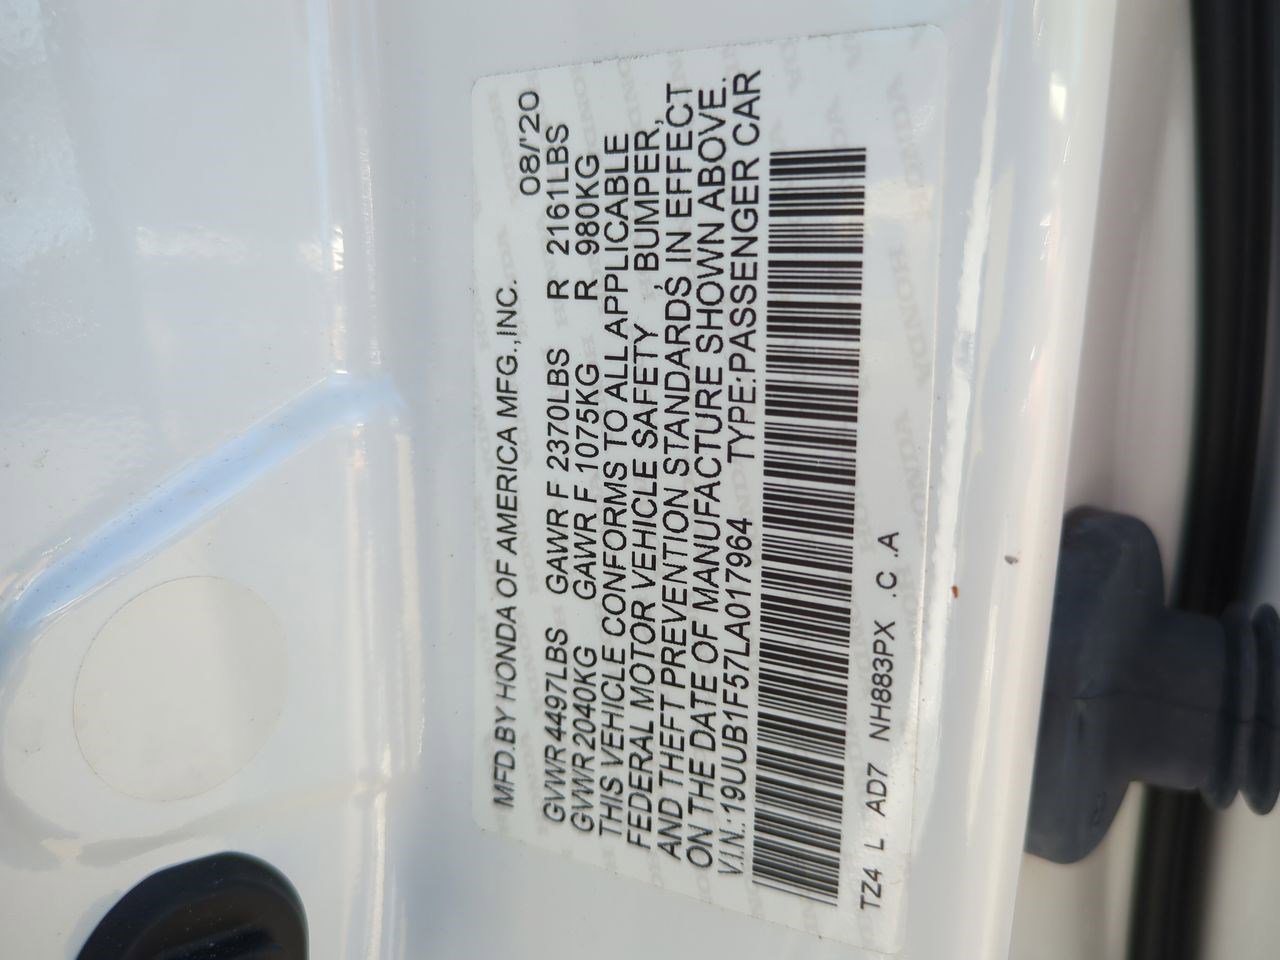 MFD.BY HONDA OF AMERICA MFG.,INC. 08/'20
GVWR 4497LBS GAWR F 2370LBS R 2161LBS
GVWR 2040KG GAWR F 1075KG R 980KG
THIS VEHICLE CONFORMS TO ALL APPLICABLE
FEDERAL MOTOR VEHICLE SAFETY, BUMPER,
AND THEFT PREVENTION STANDARDS IN EFFECT
ON THE DATE OF MANUFACTURE SHOWN ABOVE.
V.I.N.:19UUB1F57LA017964 TYPE:PASSENGER CAR
TZ4 L AD7 NH883PX .C .A